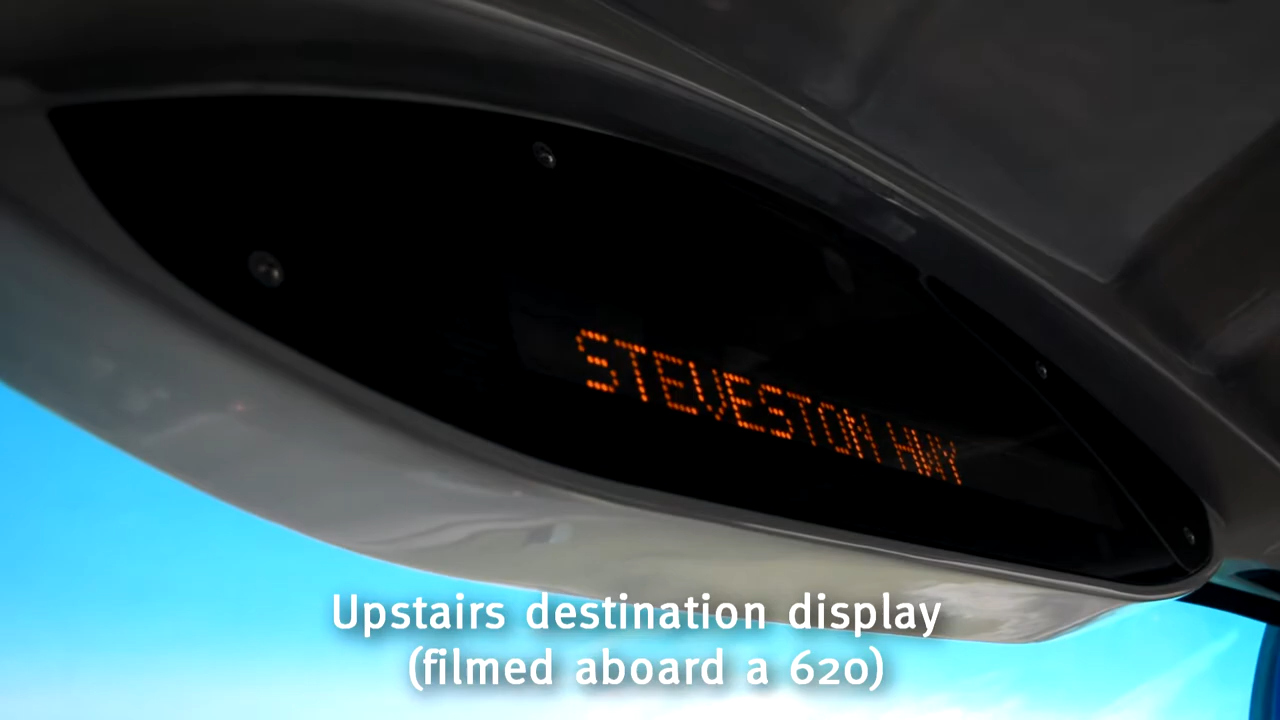 STEVESTON HWY
Upstairs destination display
(filmed aboard a 620)